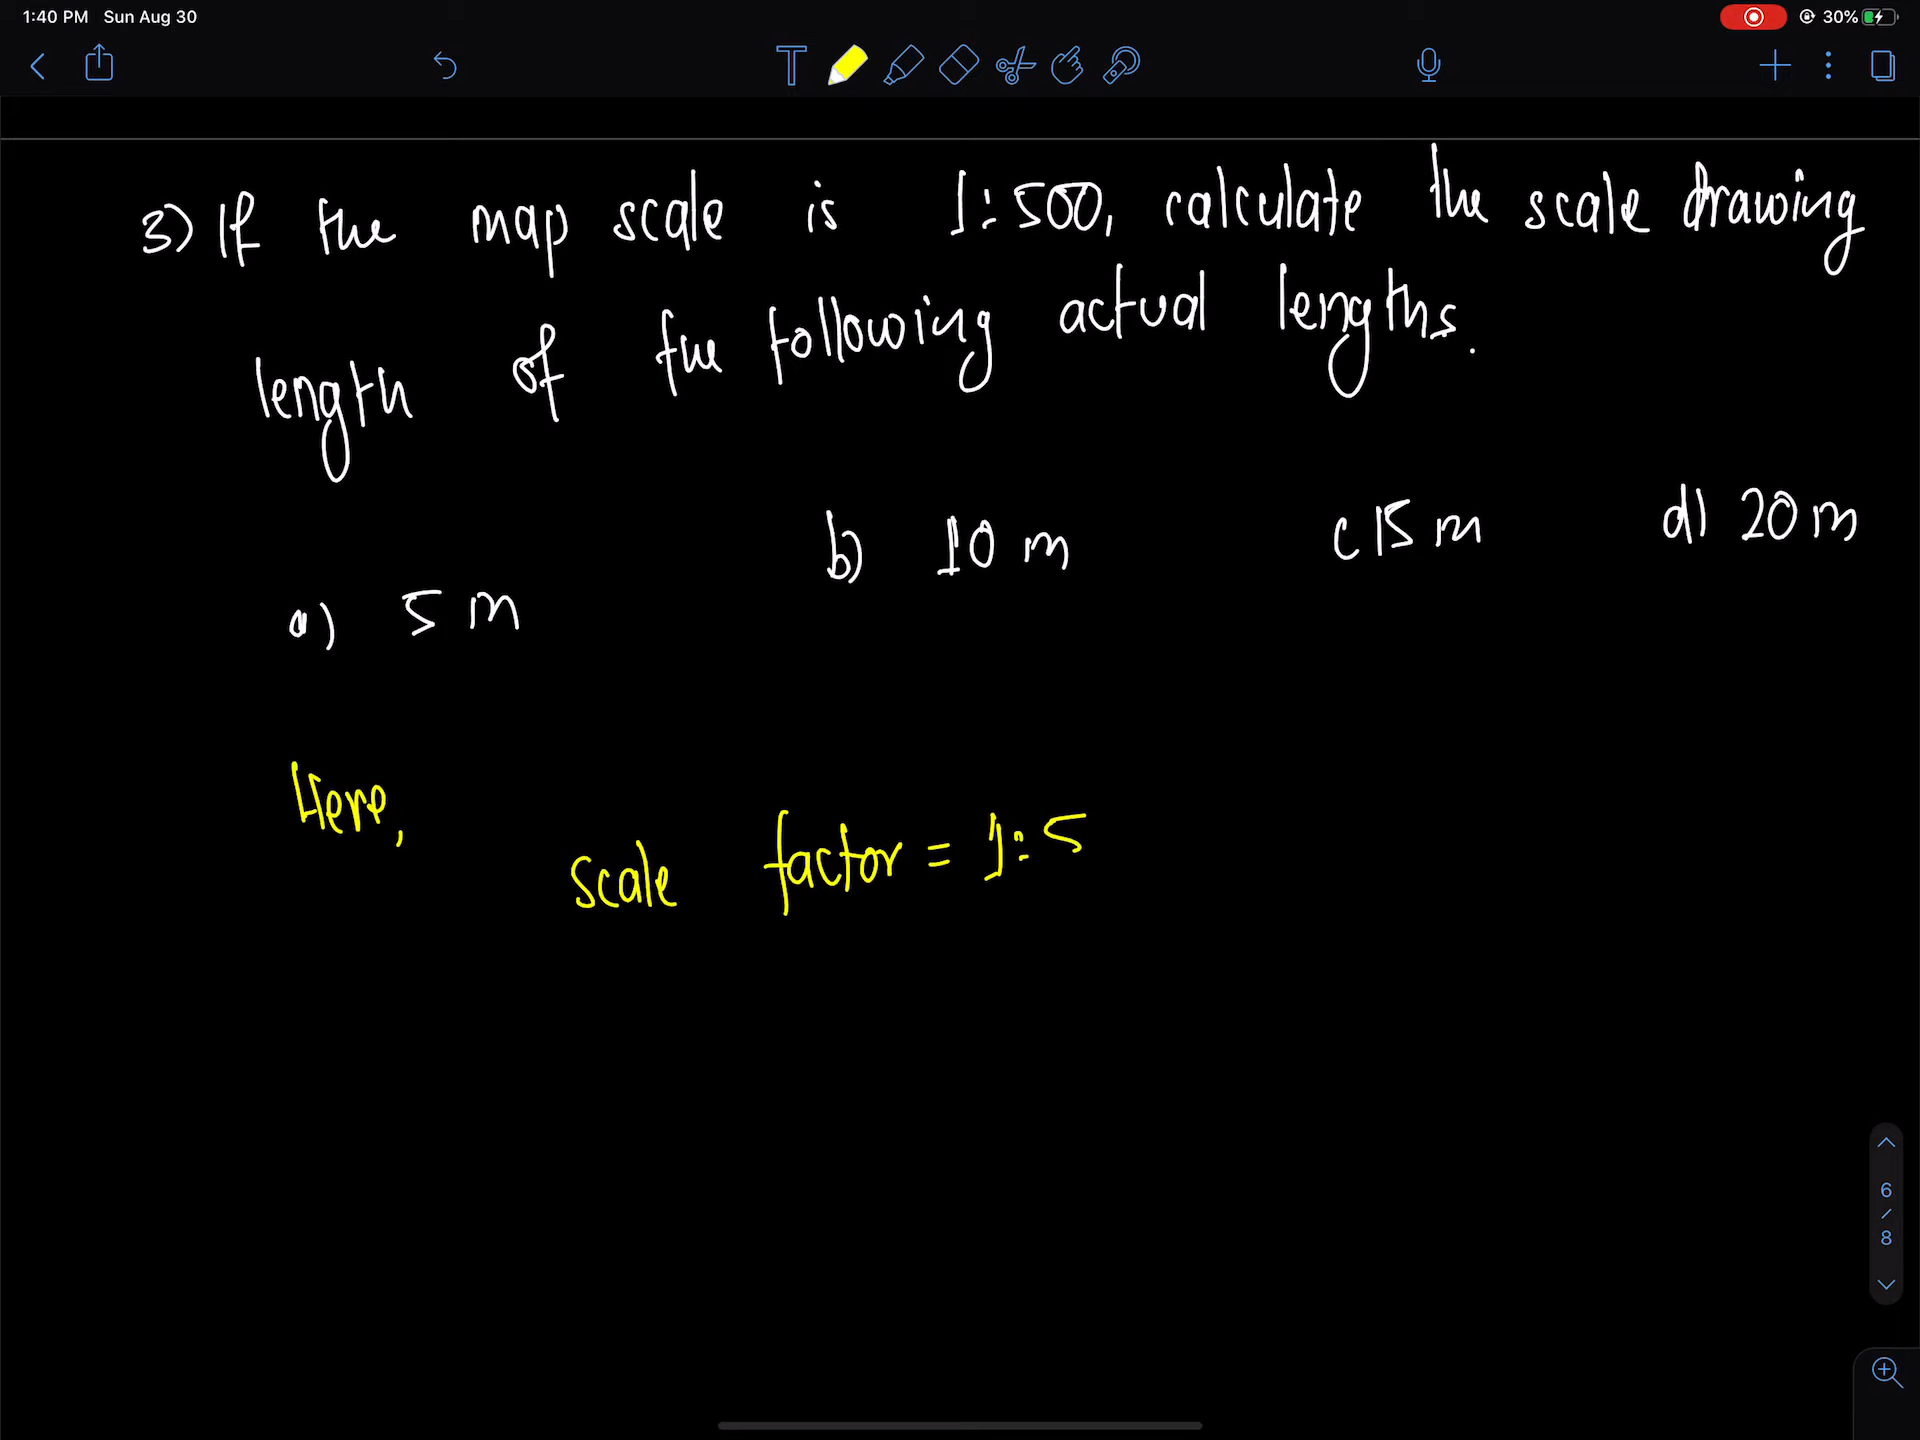 1:40 PM Sun Aug 30
30%
T
3) If the map scale is 1:500, calculate the scale drawing
length of the following actual lengths.
a) 5 m b) 10 m c 15 m d) 20 m
Here,
scale factor = 1:5
6
/
8